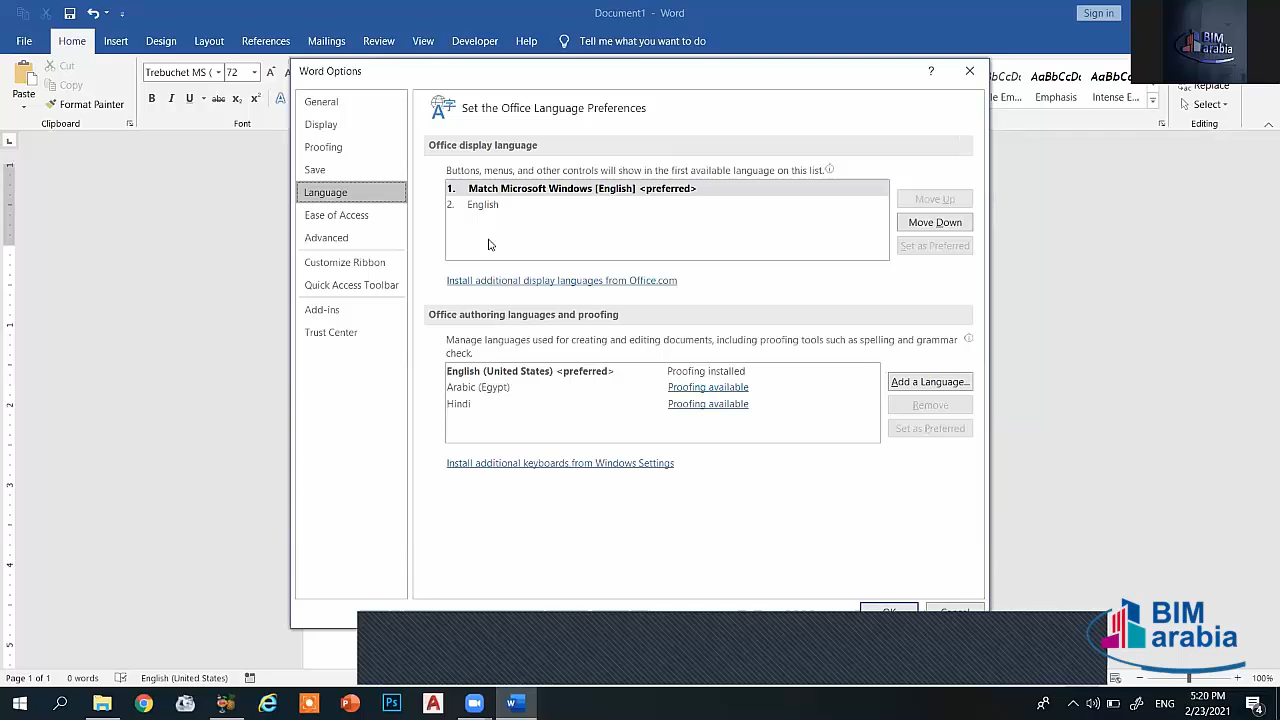 Document1 - Word
Sign in
File Home Insert Design Layout References Mailings Review View Developer Help Tell me what you want to do
Cut
Copy
Paste
Format Painter
Clipboard
Trebuchet MS ( 72
B I U abc x₂ x²
Font
AaBbCcDc AaBbCcDc AaBbCcDc
Emphasis Intense E...
Replace
Select
Editing
BIM
arabia
Word Options
General
Display
Proofing
Save
Language
Ease of Access
Advanced
Customize Ribbon
Quick Access Toolbar
Add-ins
Trust Center
Set the Office Language Preferences
Office display language
Buttons, menus, and other controls will show in the first available language on this list.
1. Match Microsoft Windows [English] <preferred>
2. English
Move Up
Move Down
Set as Preferred
Install additional display languages from Office.com
Office authoring languages and proofing
Manage languages used for creating and editing documents, including proofing tools such as spelling and grammar
check.
English (United States) <preferred> Proofing installed
Arabic (Egypt) Proofing available
Hindi Proofing available
Add a Language...
Remove
Set as Preferred
Install additional keyboards from Windows Settings
BIM
arabia
Page 1 of 1 0 words English (United States)
100%
ENG
5:20 PM
2/23/2021